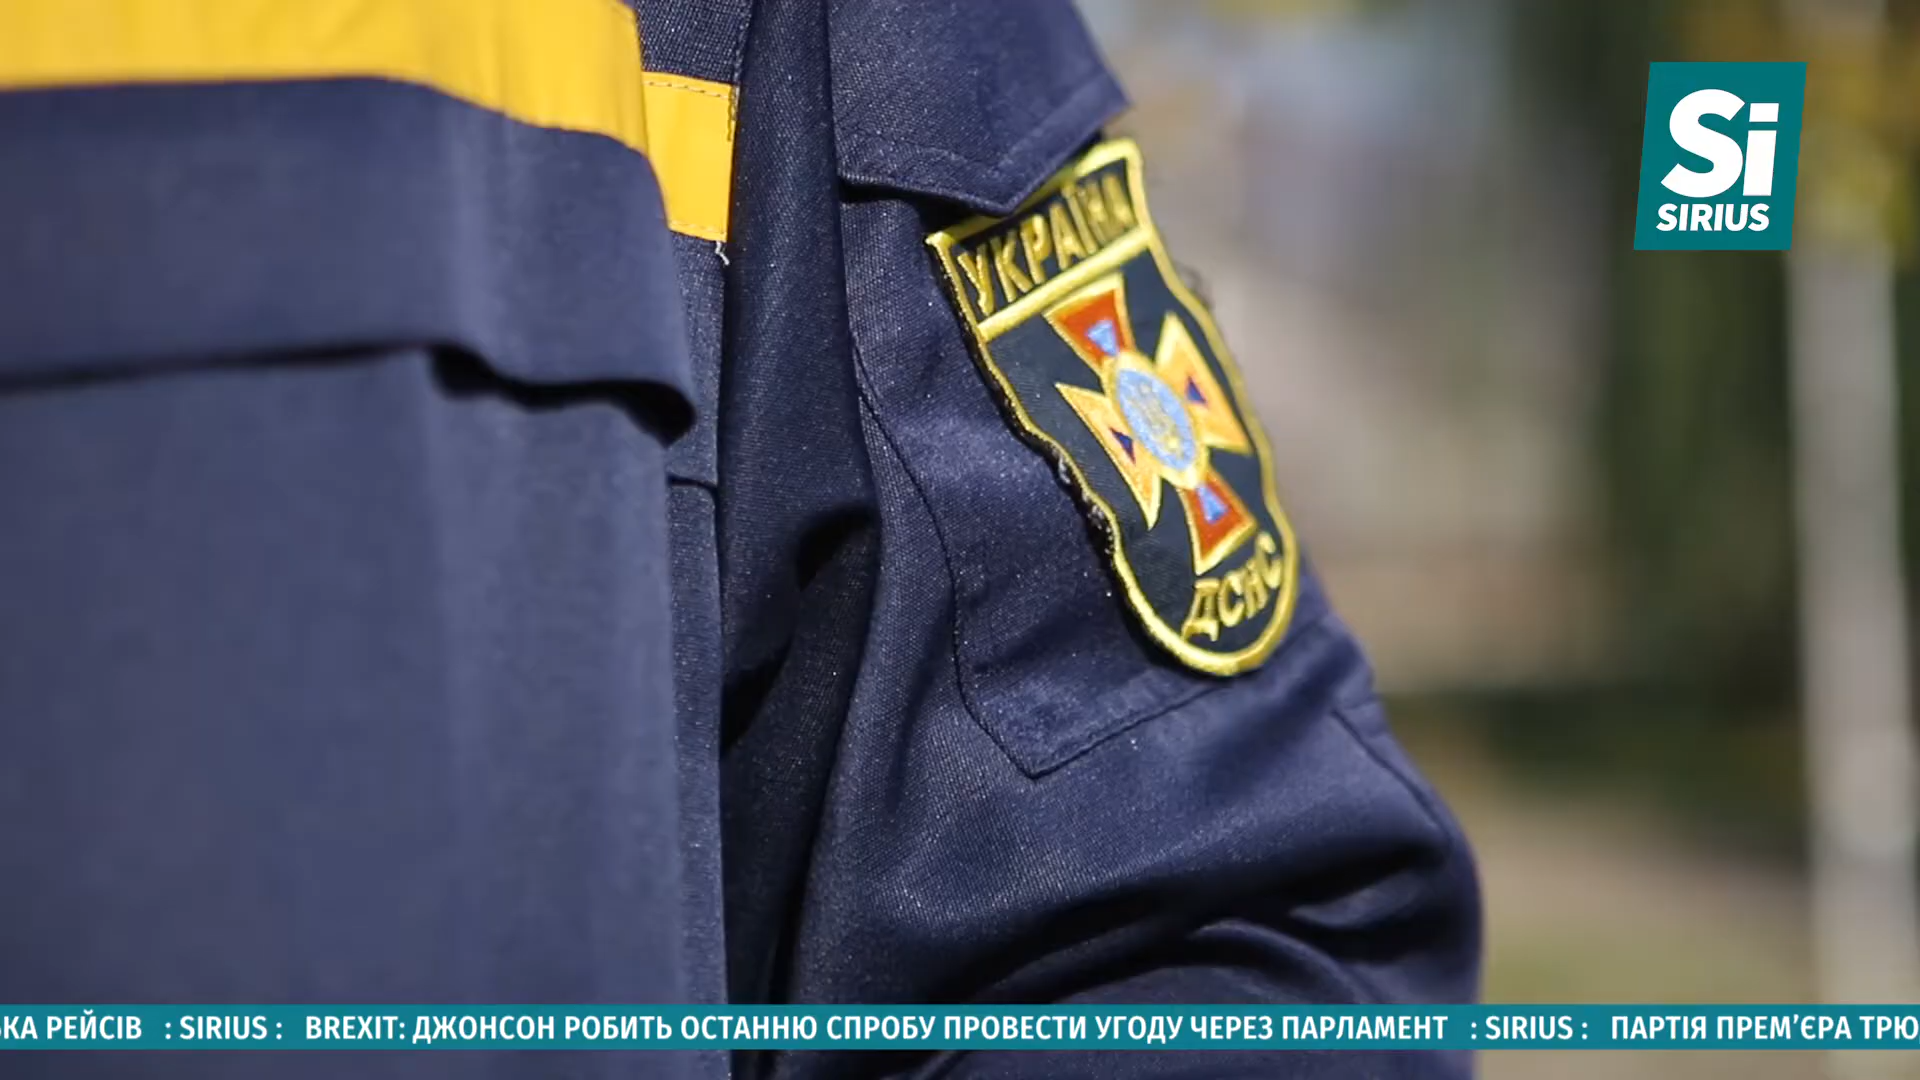 Si
SIRIUS
УКРАЇНА
ДСНС
КА РЕЙСІВ : SIRIUS : BREXIT: ДЖОНСОН РОБИТЬ ОСТАННЮ СПРОБУ ПРОВЕСТИ УГОДУ ЧЕРЕЗ ПАРЛАМЕНТ : SIRIUS : ПАРТІЯ ПРЕМ’ЄРА ТРЮ